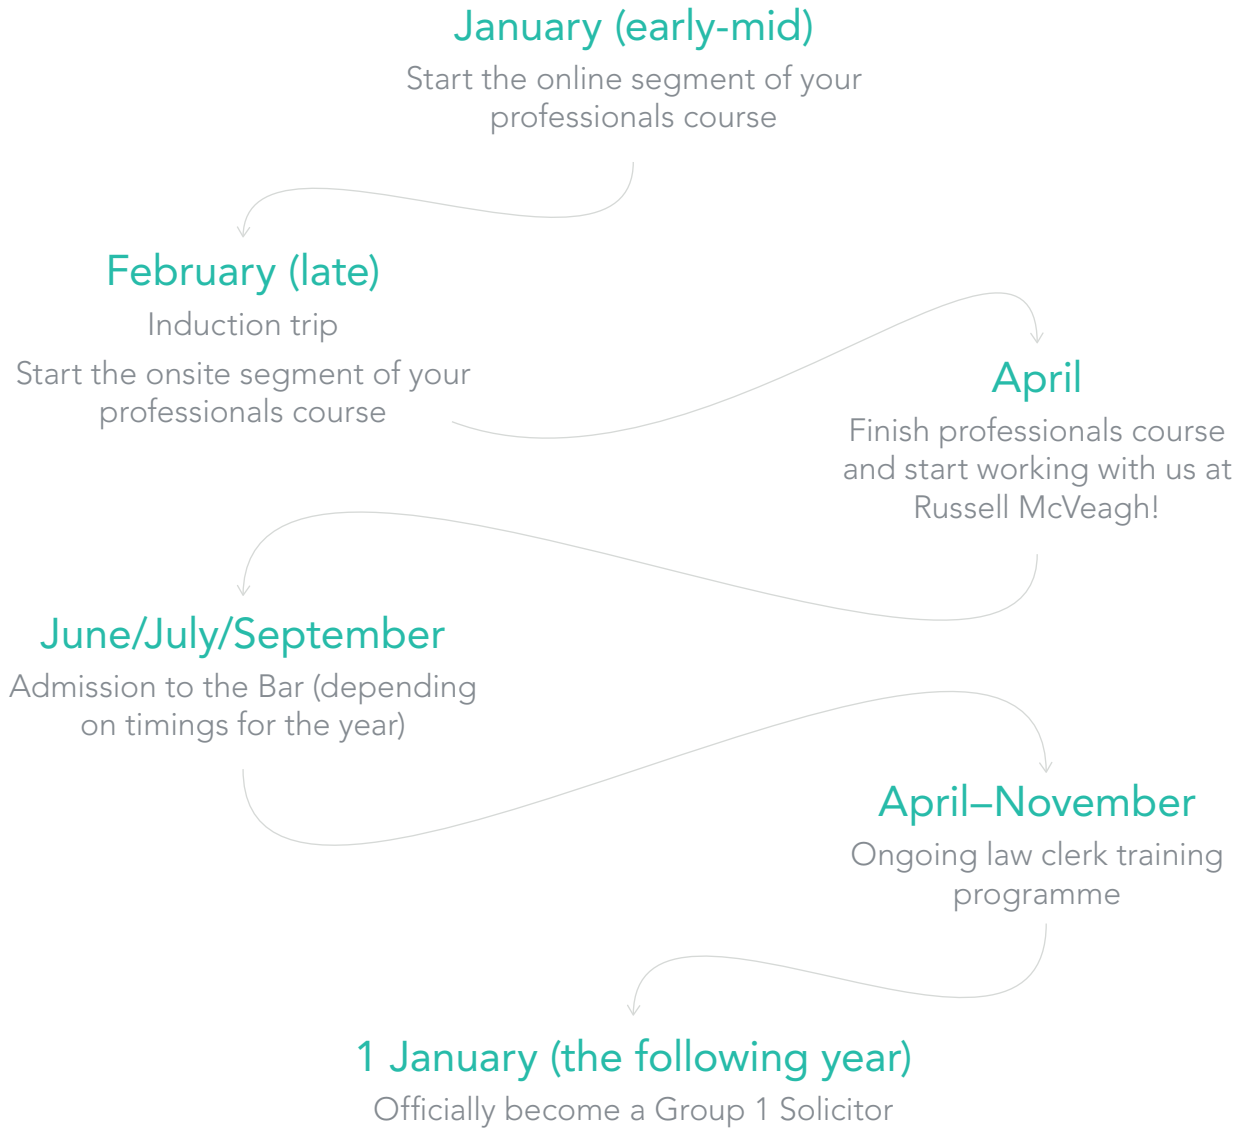 January (early-mid)
Start the online segment of your
professionals course
February (late)
Induction trip
Start the onsite segment of your
professionals course
April
Finish professionals course
and start working with us at
Russell McVeagh!
June/July/September
Admission to the Bar (depending
on timings for the year)
April–November
Ongoing law clerk training
programme
1 January (the following year)
Officially become a Group 1 Solicitor